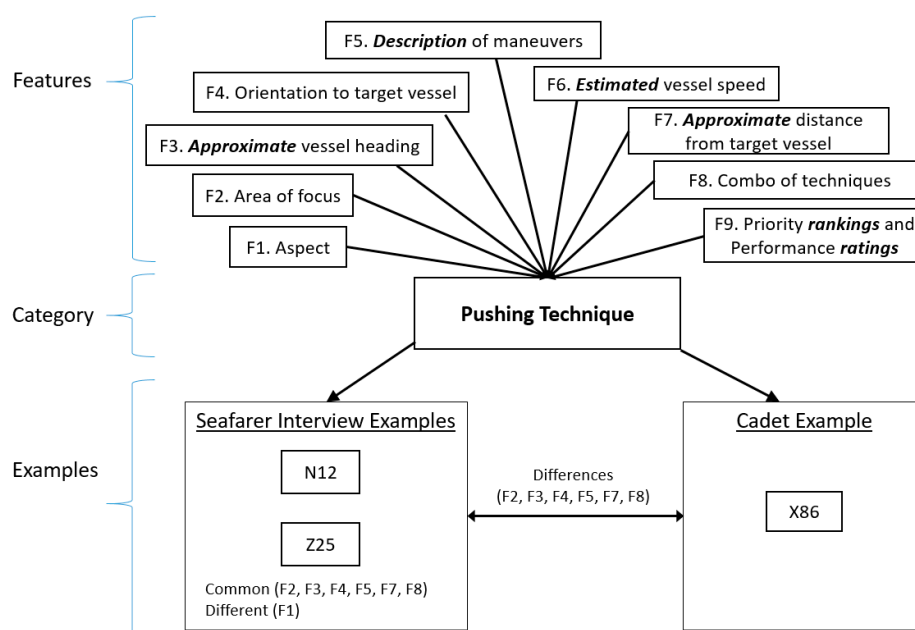 Features
F5. Description of maneuvers
F6. Estimated vessel speed
F4. Orientation to target vessel
F7. Approximate distance
from target vessel
F3. Approximate vessel heading
F8. Combo of techniques
F2. Area of focus
F9. Priority rankings and
Performance ratings
F1. Aspect
Category
Pushing Technique
Examples
Seafarer Interview Examples
N12
Z25
Common (F2, F3, F4, F5, F7, F8)
Different (F1)
Differences
(F2, F3, F4, F5, F7, F8)
Cadet Example
X86